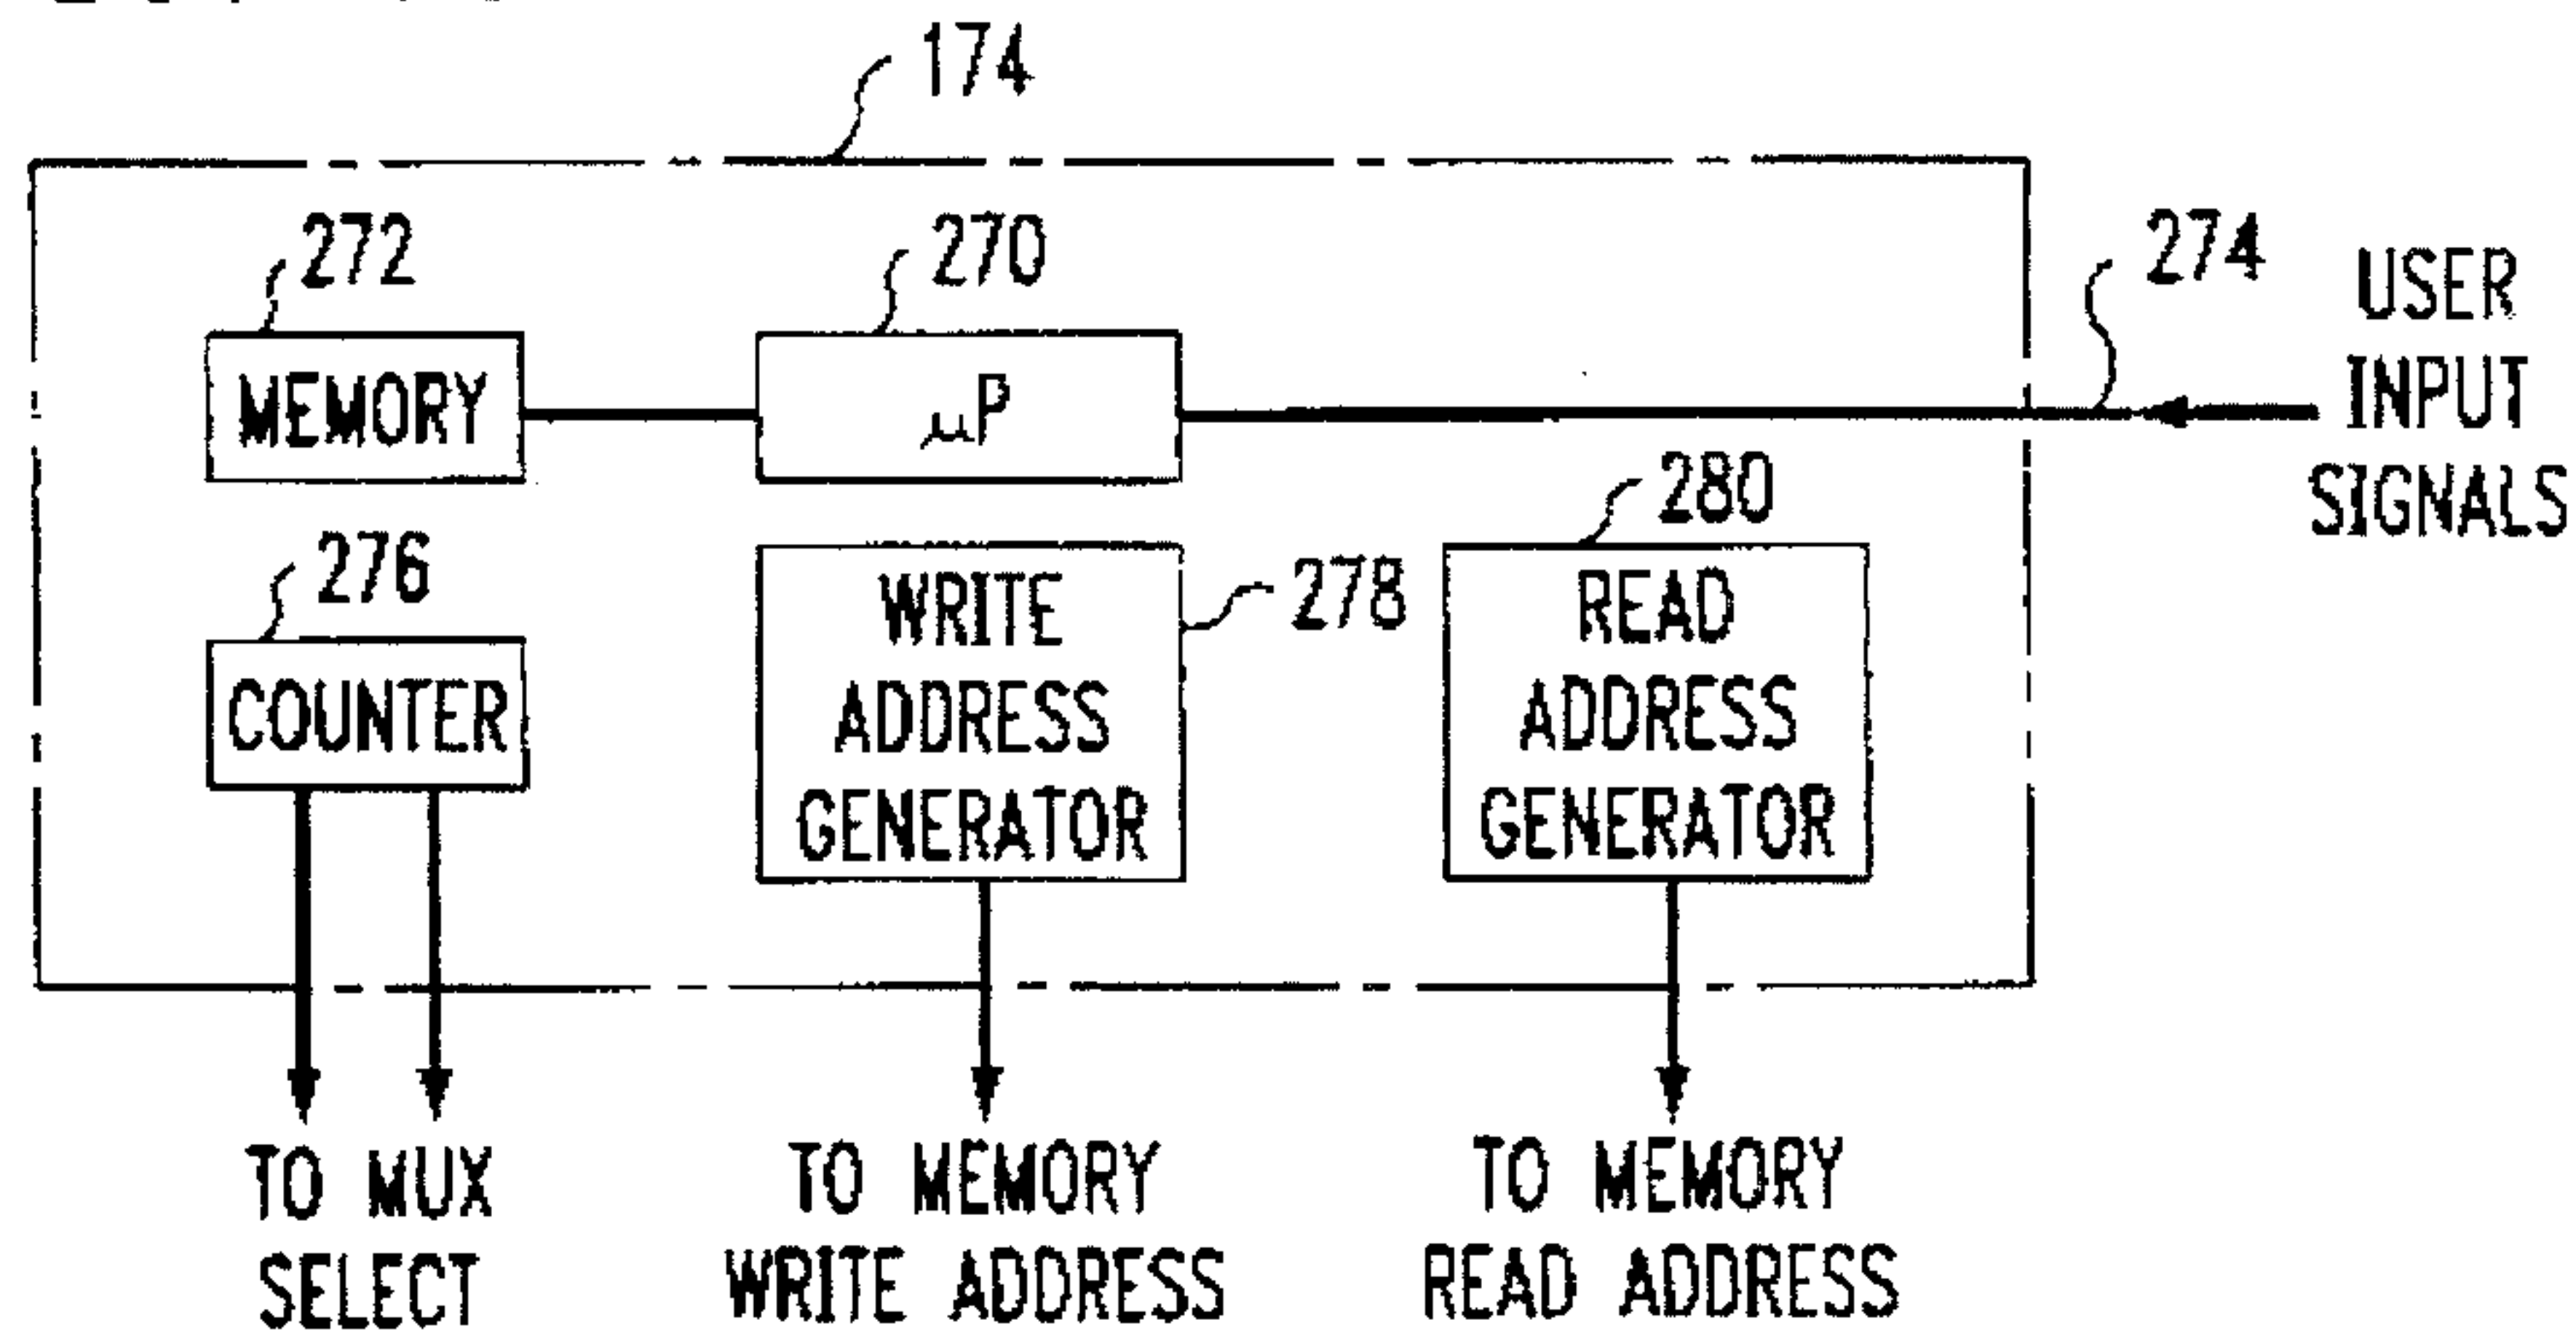 174
272
270
274
USER
INPUT
SIGNALS
MEMORY
µP
276
280
278
COUNTER
WRITE
ADDRESS
GENERATOR
READ
ADDRESS
GENERATOR
TO MUX
SELECT
TO MEMORY
WRITE ADDRESS
TO MEMORY
READ ADDRESS